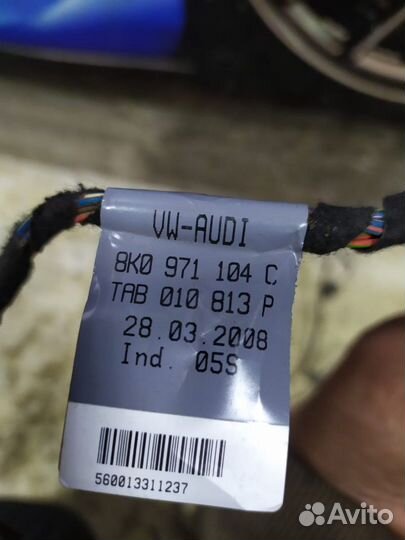 VW-AUDI
8K0 971 104 C
TAB 010 813 P
28.03.2008
Ind. 05S
560013311237
Avito